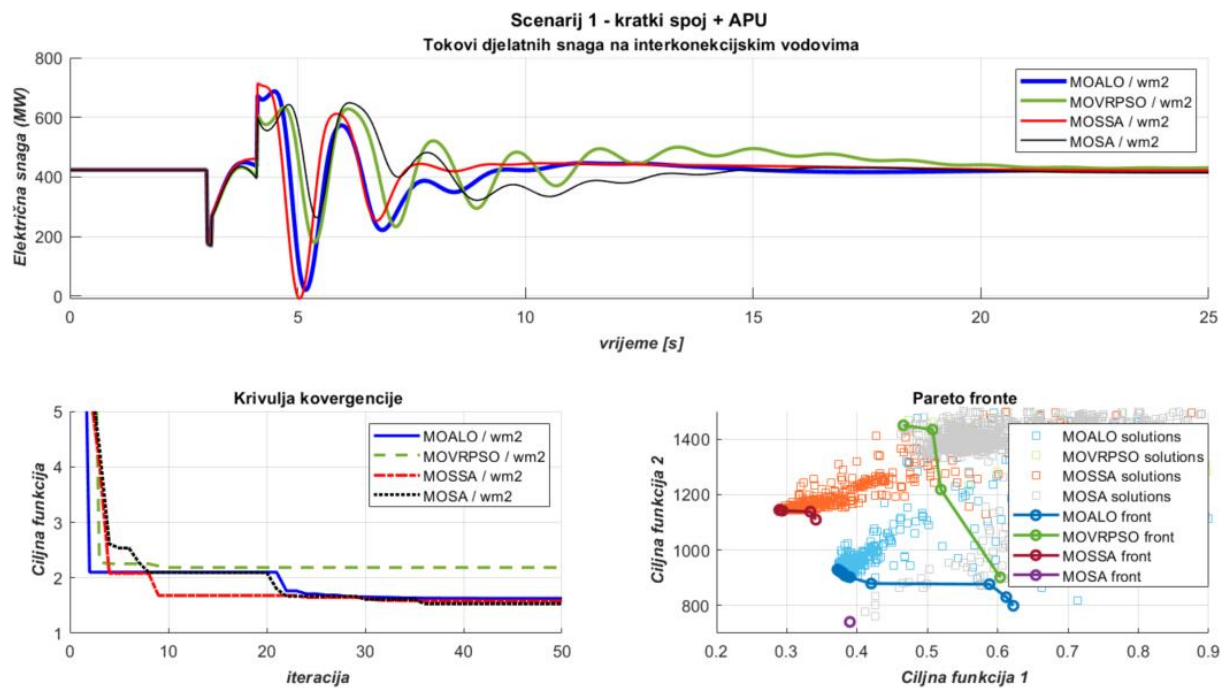 Scenarij 1 - kratki spoj + APU
Tokovi djelatnih snaga na interkonekcijskim vodovima
Električna snaga (MW)
800
600
400
200
0
MOALO / wm2
MOVRPSO / wm2
MOSSA / wm2
MOSA / wm2
0 5 10 15 20 25
vrijeme [s]
Krivulja kovergencije
Ciljna funkcija
5
4
3
2
1
MOALO / wm2
MOVRPSO / wm2
MOSSA / wm2
MOSA / wm2
0 10 20 30 40 50
iteracija
Pareto fronte
Ciljna funkcija 2
1400
1200
1000
800
MOALO solutions
MOVRPSO solutions
MOSSA solutions
MOSA solutions
MOALO front
MOVRPSO front
MOSSA front
MOSA front
0.2 0.3 0.4 0.5 0.6 0.7 0.8 0.9
Ciljna funkcija 1